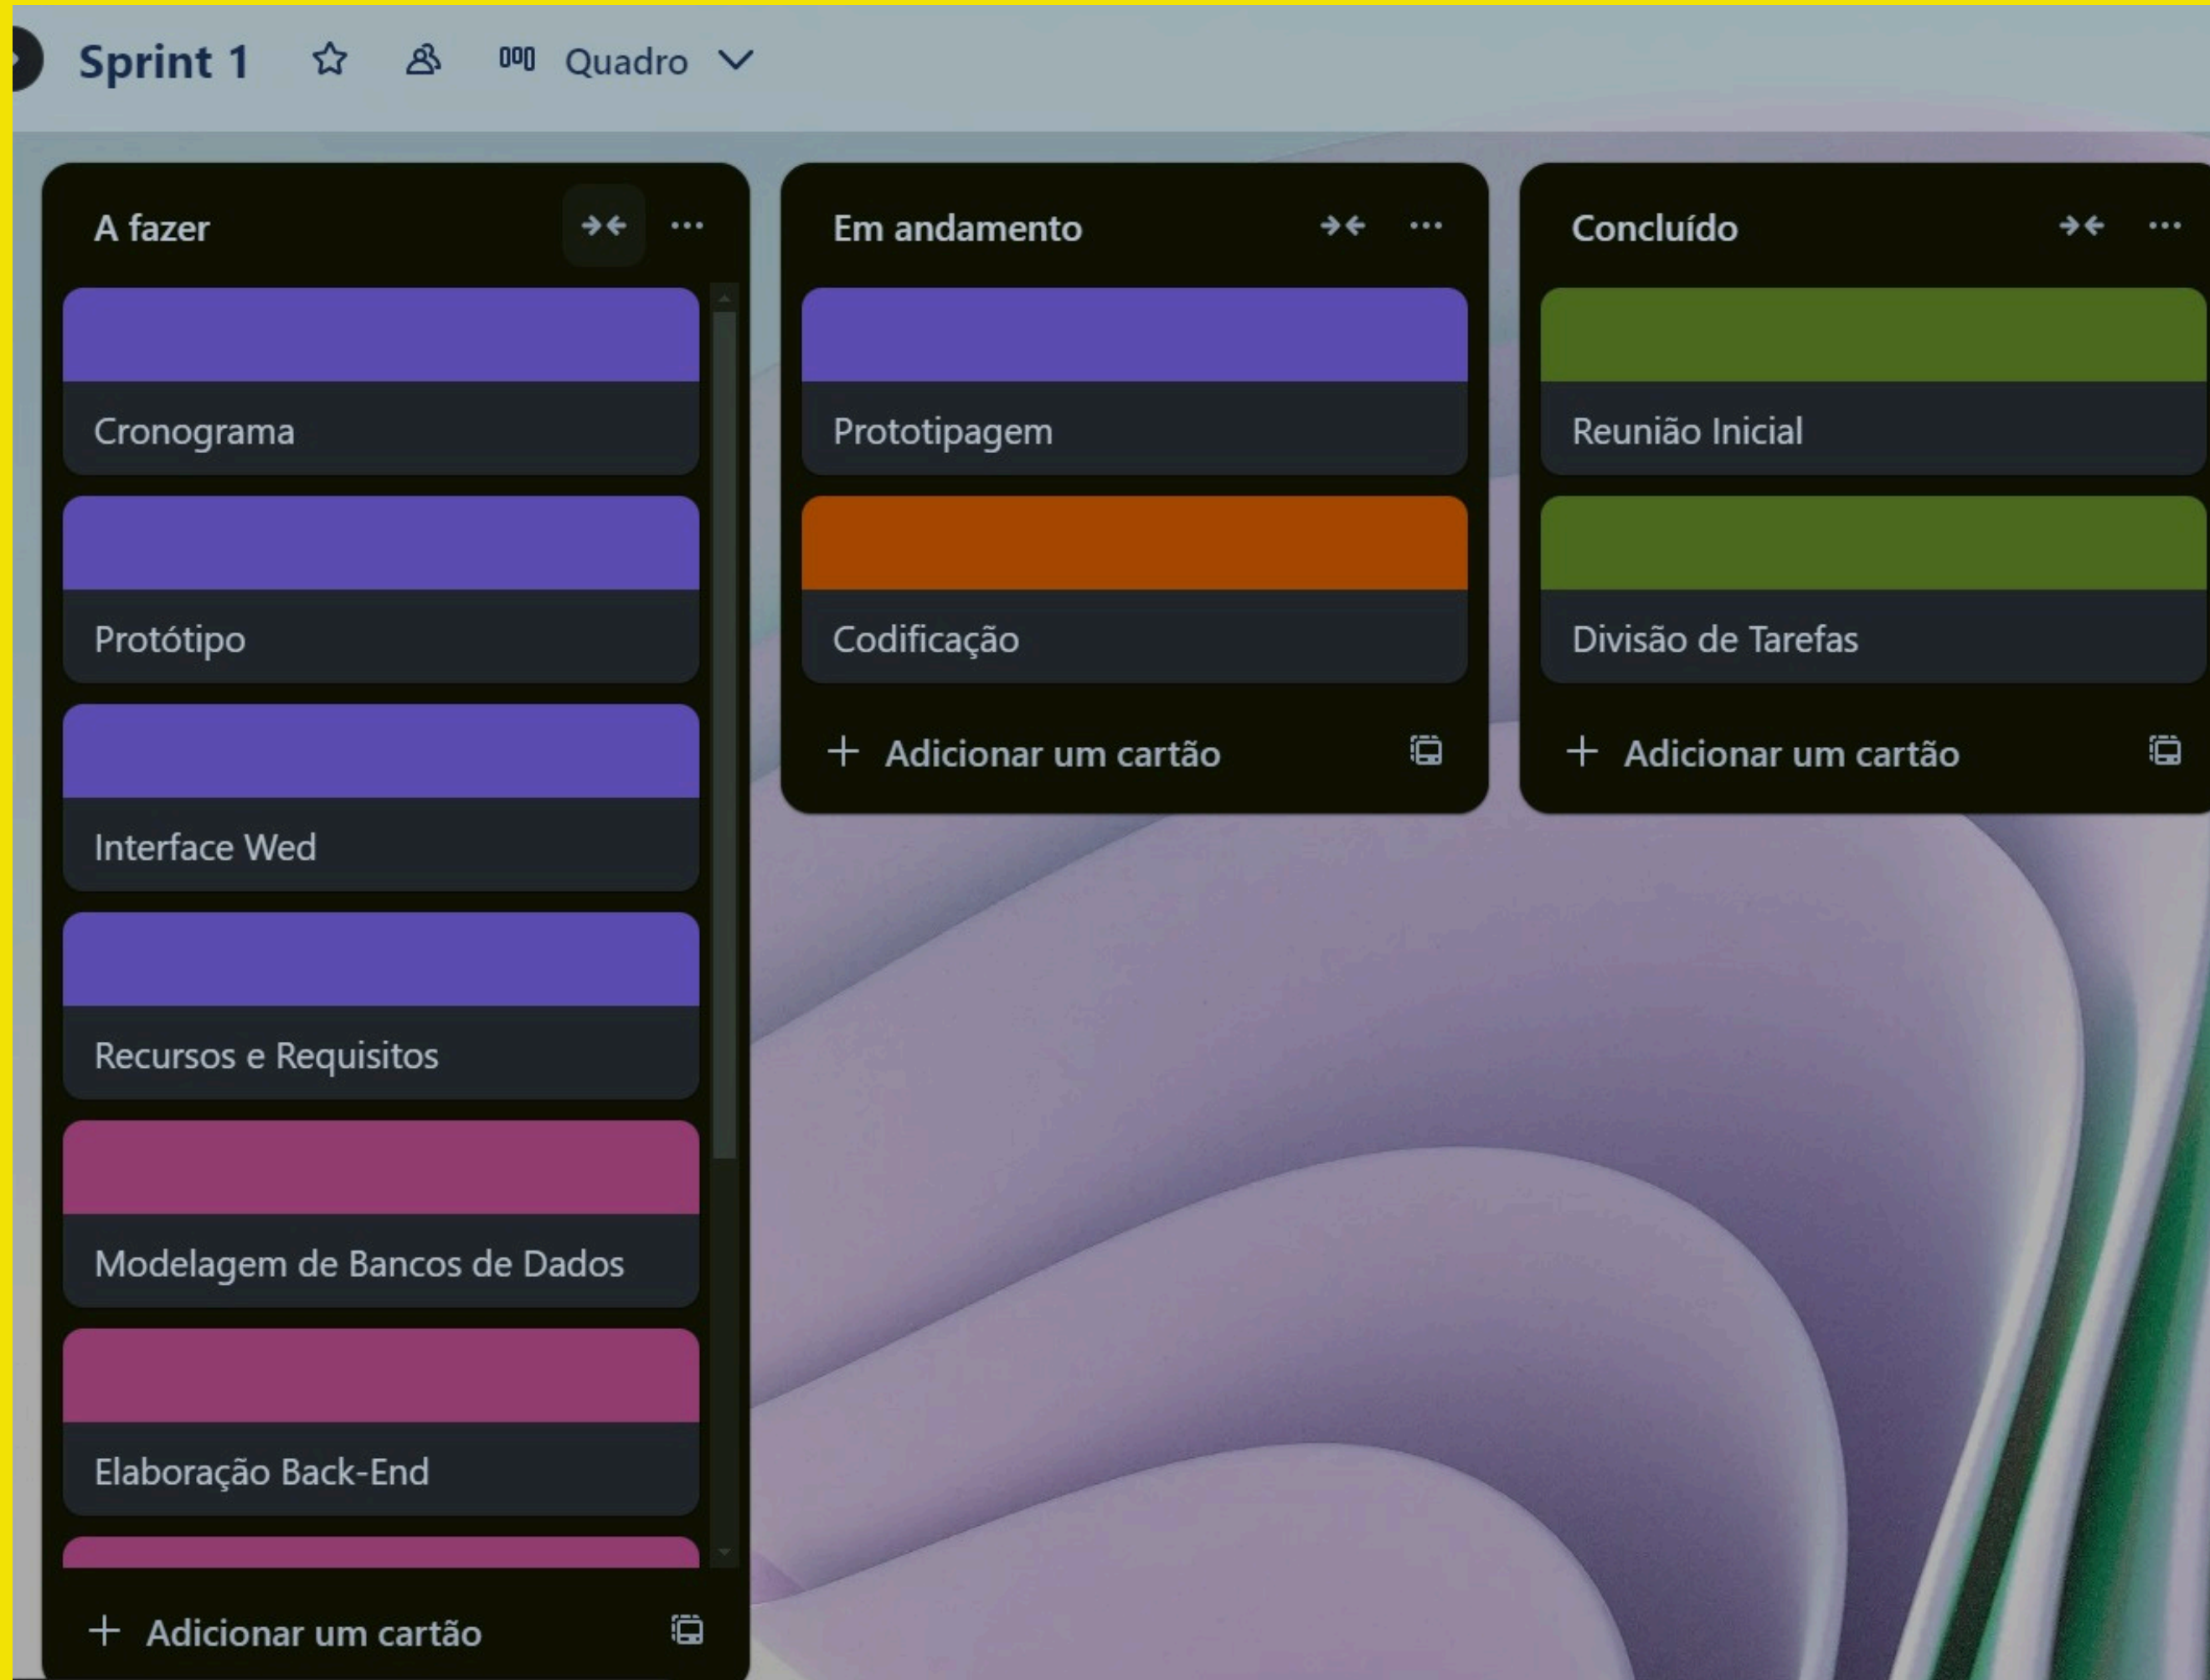 Sprint 1
Quadro
A fazer
Cronograma
Protótipo
Interface Wed
Recursos e Requisitos
Modelagem de Bancos de Dados
Elaboração Back-End
+ Adicionar um cartão
Em andamento
Prototipagem
Codificação
+ Adicionar um cartão
Concluído
Reunião Inicial
Divisão de Tarefas
+ Adicionar um cartão